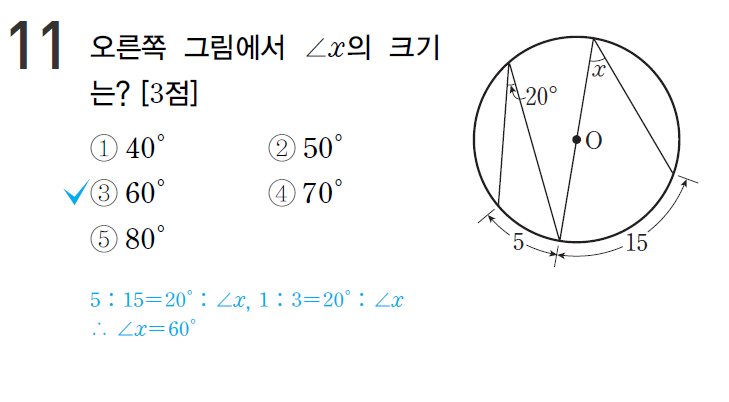 11
오른쪽 그림에서 ∠x의 크기
는? [3점]
① 40° ② 50°
③ 60° ④ 70°
⑤ 80°
5 : 15=20° : ∠x, 1 : 3=20° : ∠x
∴ ∠x=60°
x
20°
O
5
15